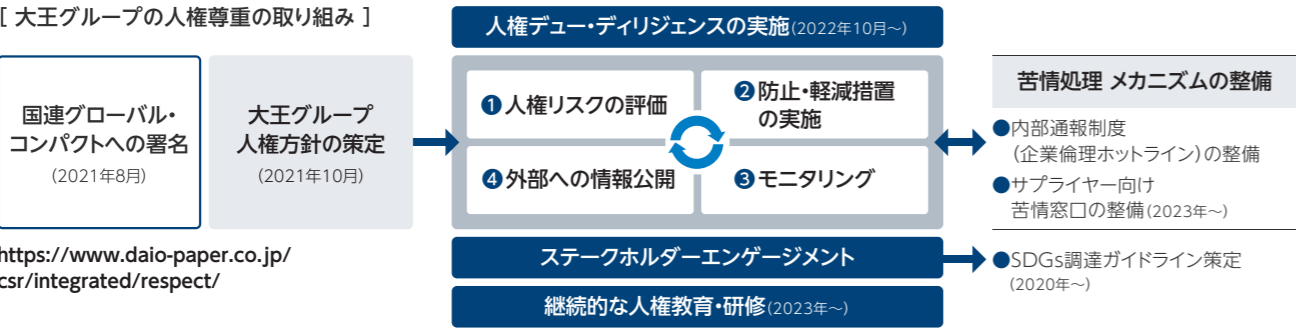 [ 大王グループの人権尊重の取り組み ]
国連グローバル・
コンパクトへの署名
(2021年8月)
大王グループ
人権方針の策定
(2021年10月)
https://www.daio-paper.co.jp/
csr/integrated/respect/
人権デュー・ディリジェンスの実施(2022年10月～)
❶人権リスクの評価
❷防止・軽減措置
の実施
❹外部への情報公開
❸モニタリング
ステークホルダーエンゲージメント
継続的な人権教育・研修(2023年～)
苦情処理 メカニズムの整備
●内部通報制度
(企業倫理ホットライン)の整備
●サプライヤー向け
苦情窓口の整備(2023年～)
●SDGs調達ガイドライン策定
(2020年～)